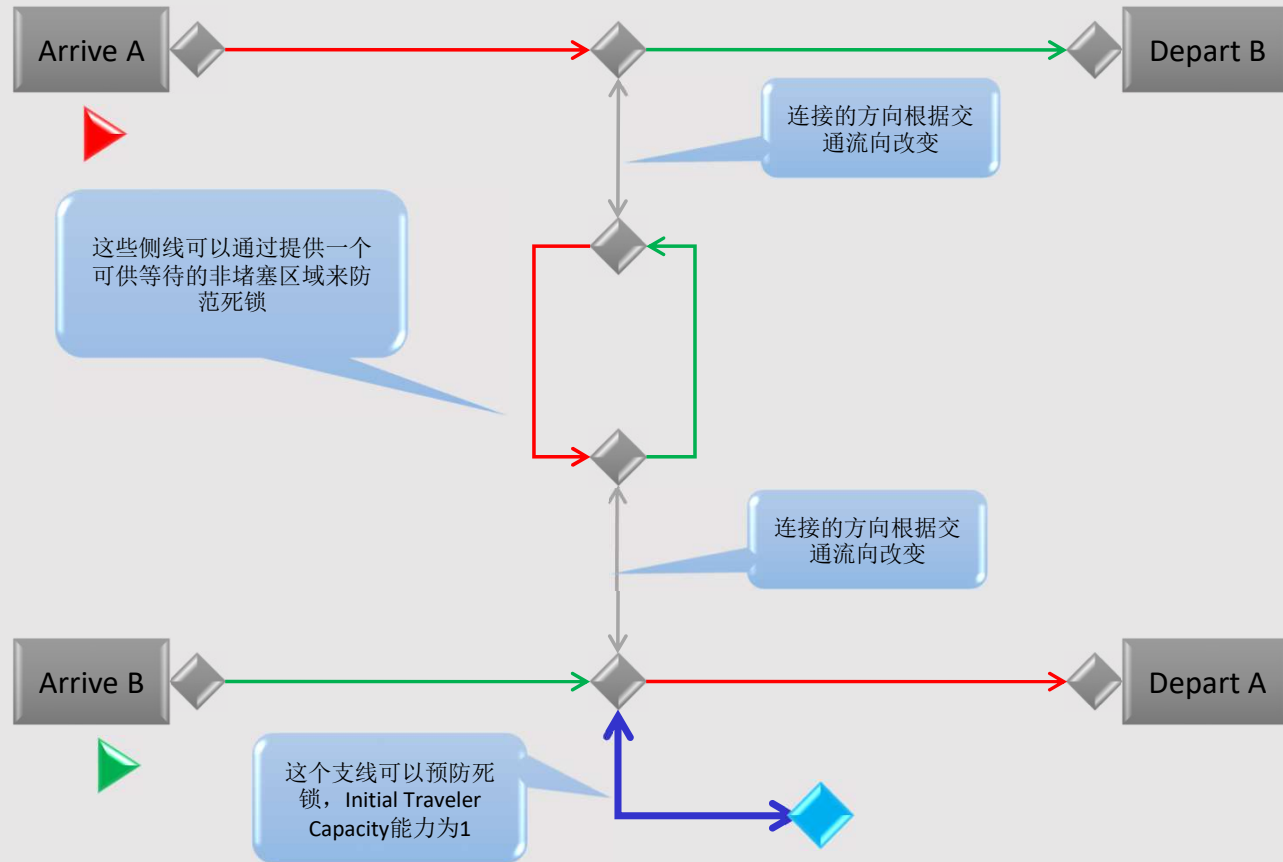 Arrive A
Depart B
连接的方向根据交
通流向改变
这些侧线可以通过提供一个
可供等待的非堵塞区域来防
范死锁
连接的方向根据交
通流向改变
Arrive B
Depart A
这个支线可以预防死
锁，Initial Traveler
Capacity能力为1